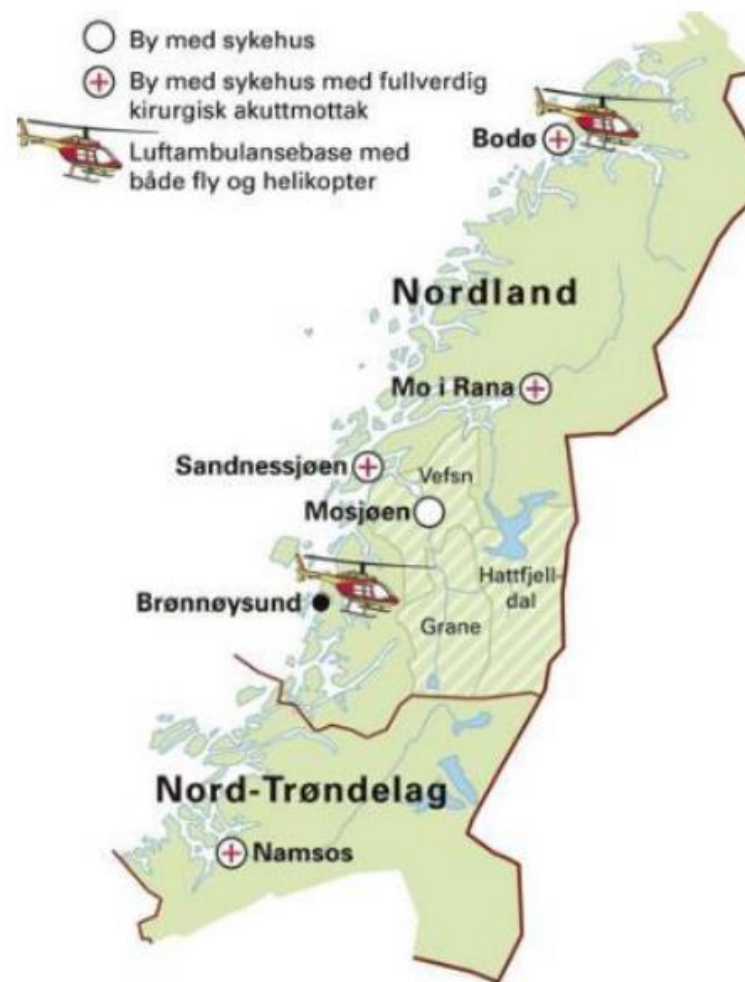 By med sykehus
By med sykehus med fullverdig
kirurgisk akuttmottak
Luftambulansebase med
både fly og helikopter
Bodø
Nordland
Mo i Rana
Sandnessjøen
Vefsn
Mosjøen
Hattfjell-
dal
Brønnøysund
Grane
Nord-Trøndelag
Namsos